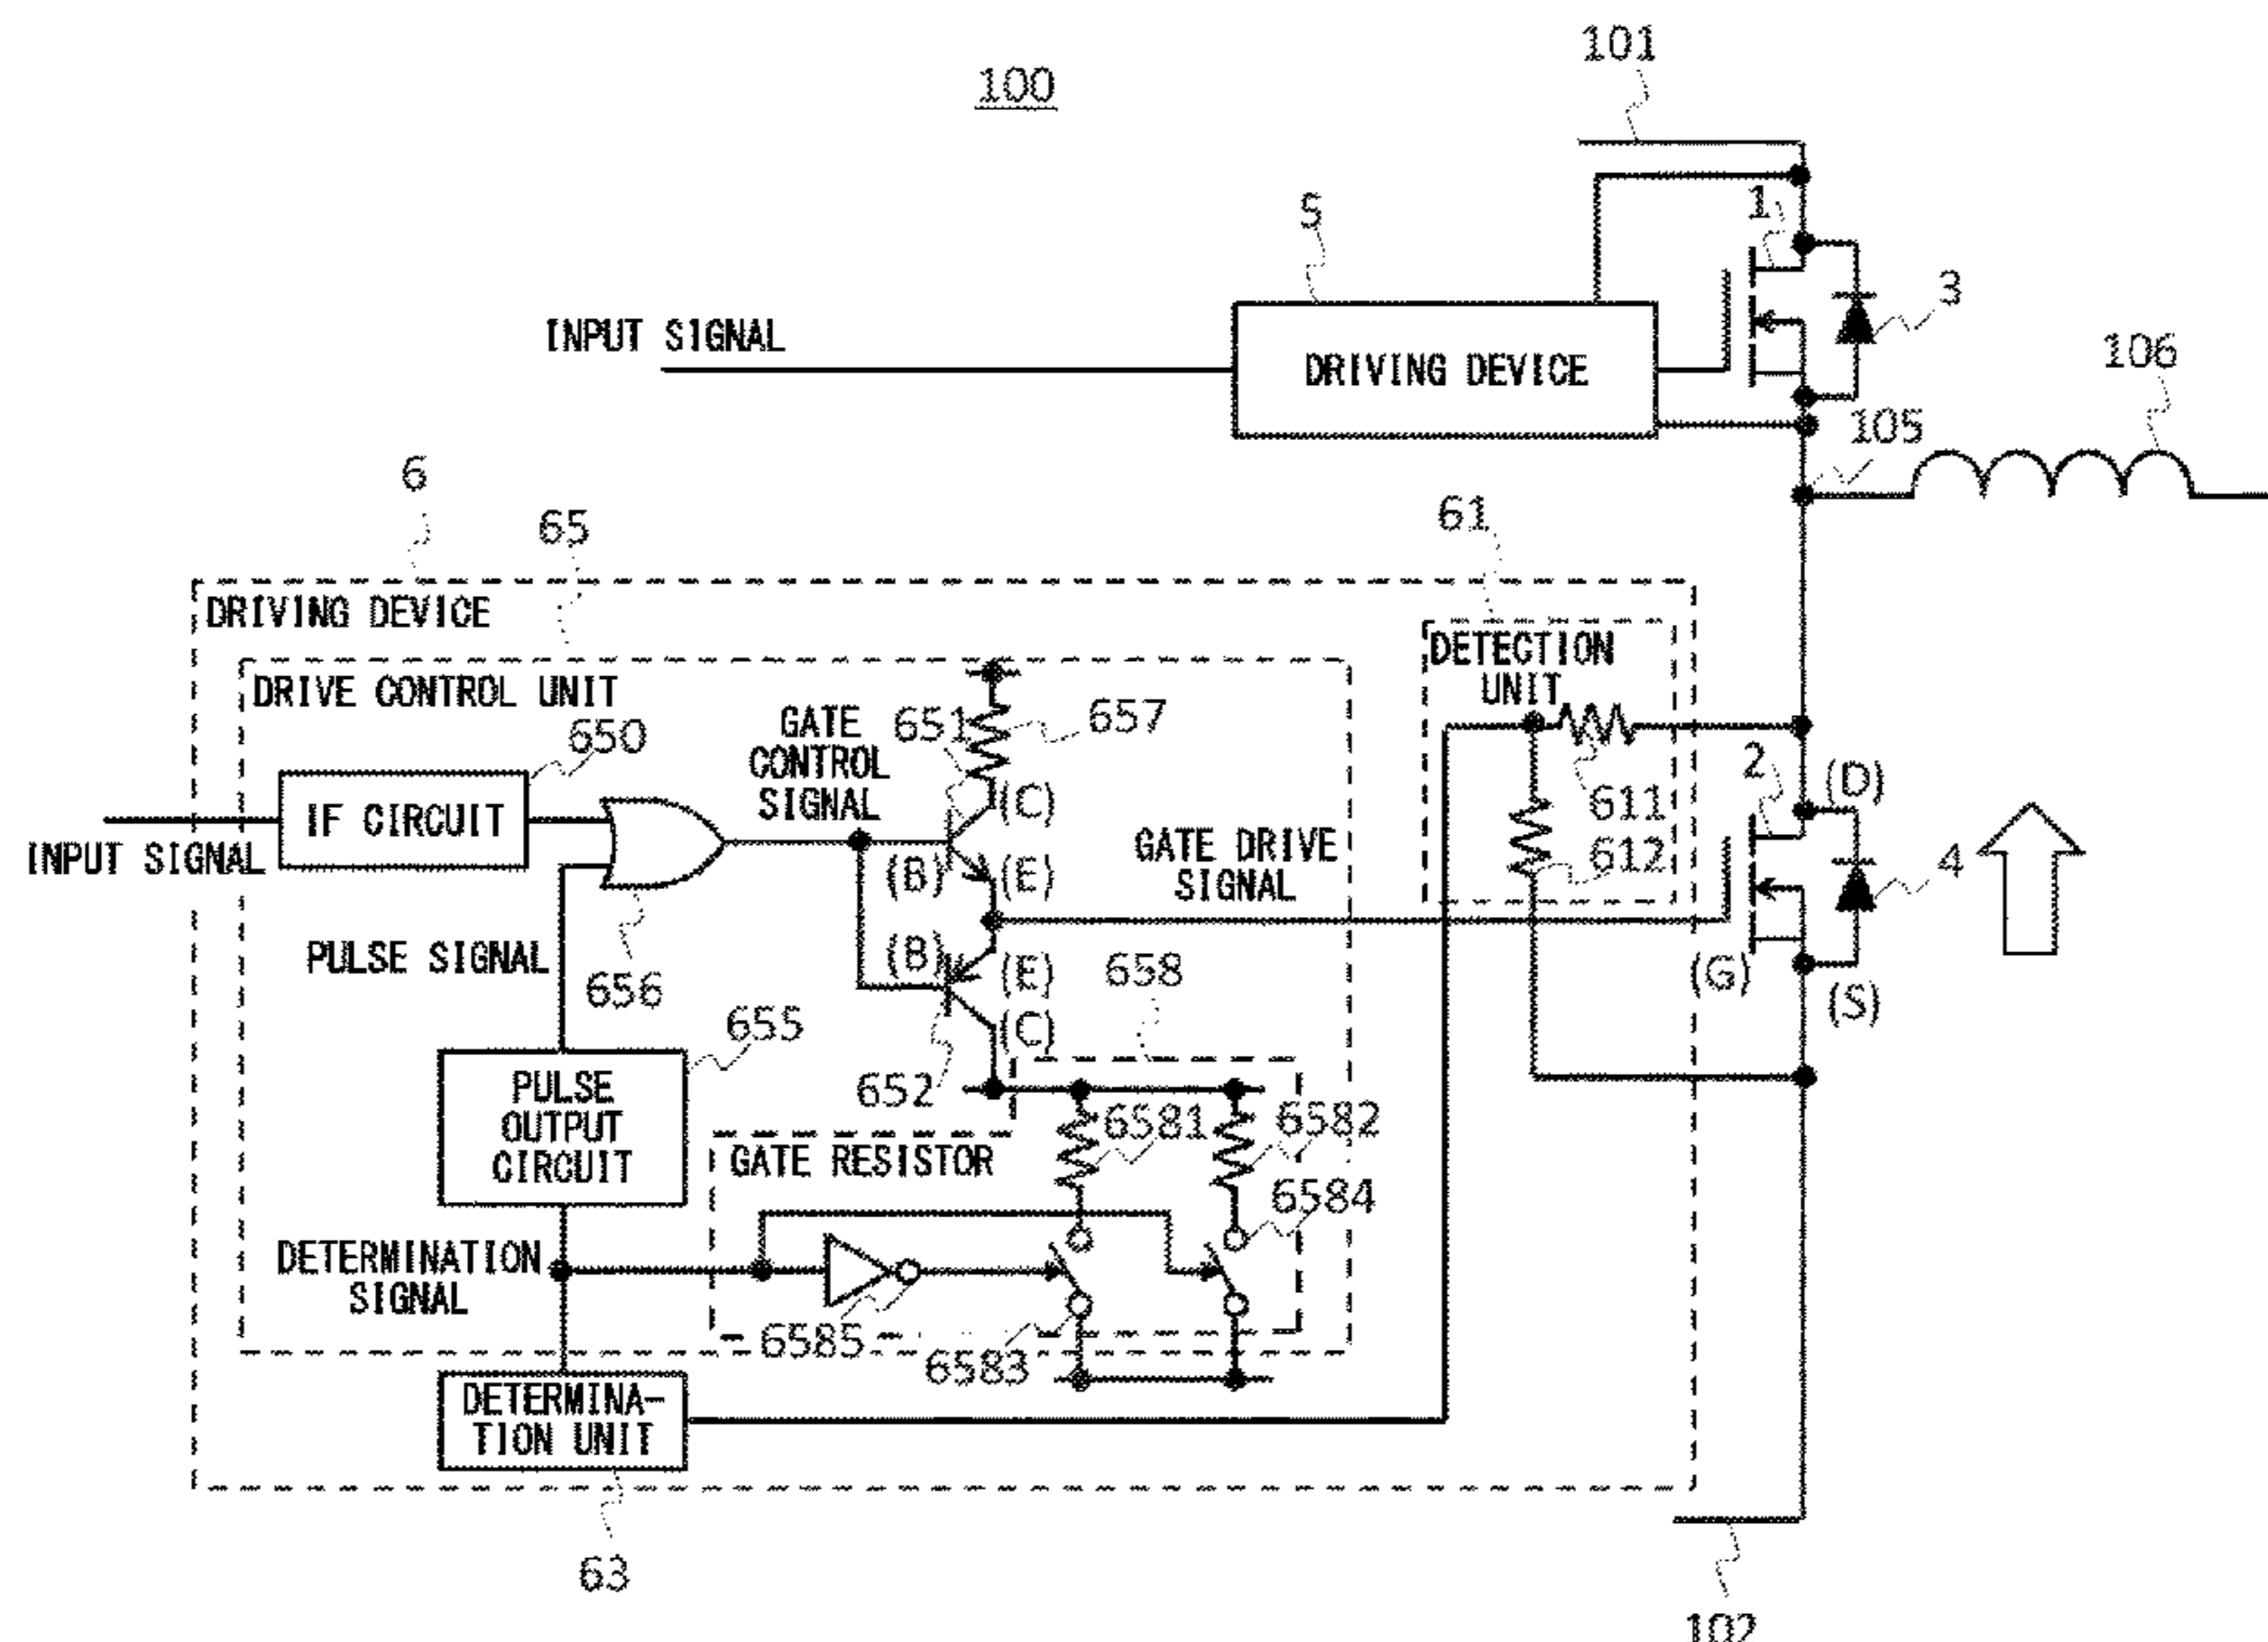 100
101
1
5
3
INPUT SIGNAL
DRIVING DEVICE
106
105
6
65
61
DRIVING DEVICE
DETECTION
UNIT
DRIVE CONTROL UNIT
GATE
CONTROL
SIGNAL
651
657
650
(C)
2
(D)
IF CIRCUIT
611
INPUT SIGNAL
(B)
(E)
GATE DRIVE
SIGNAL
612
4
PULSE SIGNAL
656
(B)
(E)
658
(G)
(S)
655
(C)
652
PULSE
OUTPUT
CIRCUIT
6581
6582
GATE RESISTOR
6584
DETERMINATION
SIGNAL
6585
6583
DETERMINA-
TION UNIT
63
102